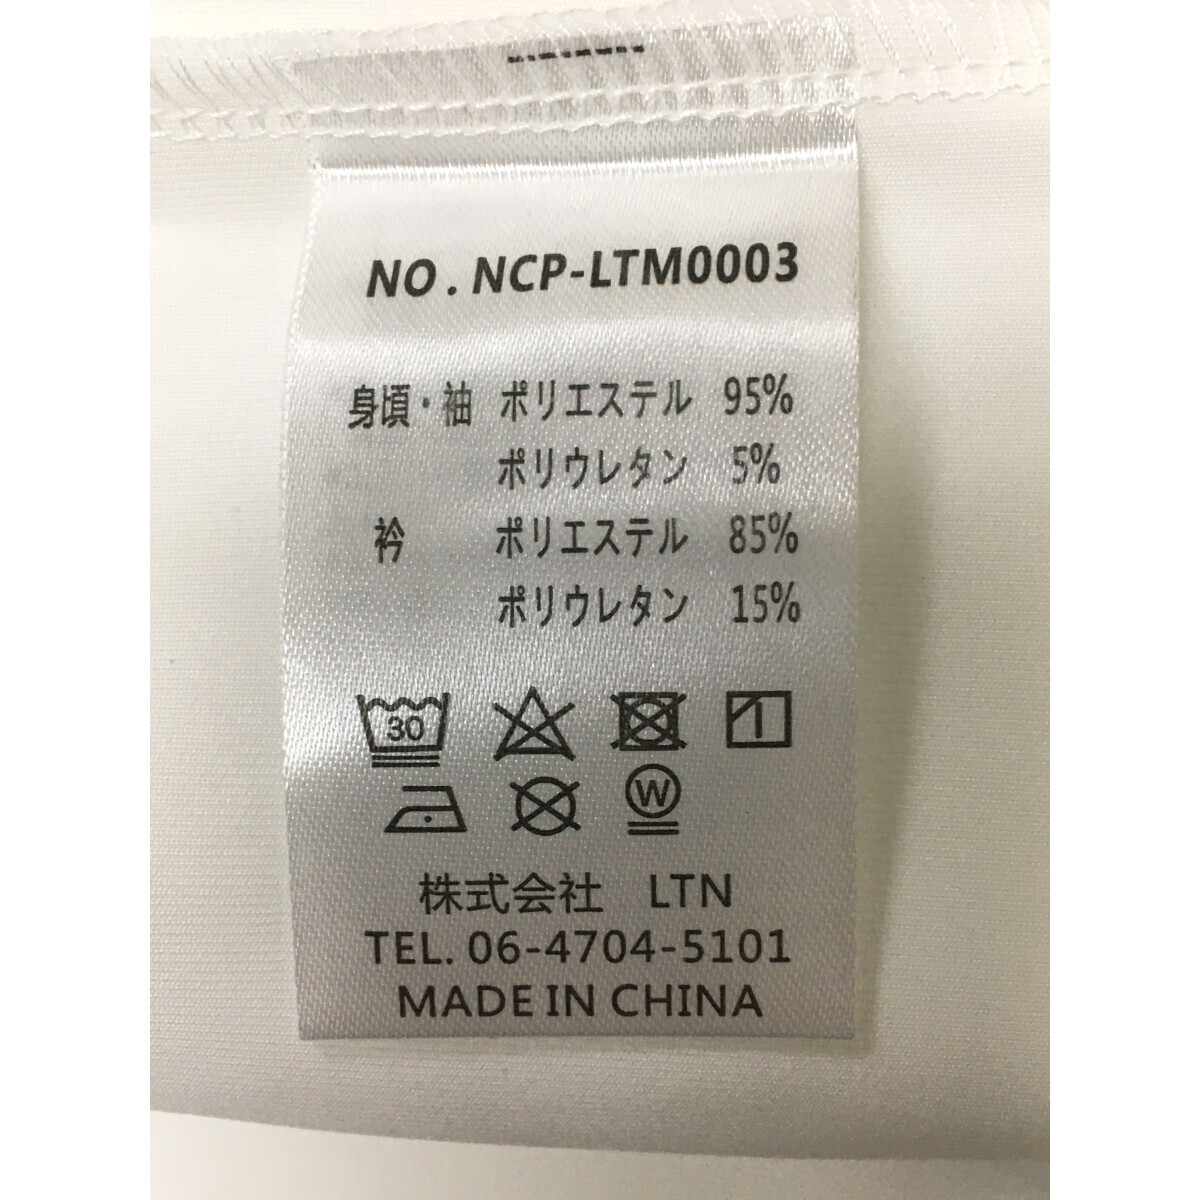 NO. NCP-LTM0003
身頃・袖 ポリエステル 95%
ポリウレタン 5%
衿 ポリエステル 85%
ポリウレタン 15%
30
W
株式会社 LTN
TEL. 06-4704-5101
MADE IN CHINA